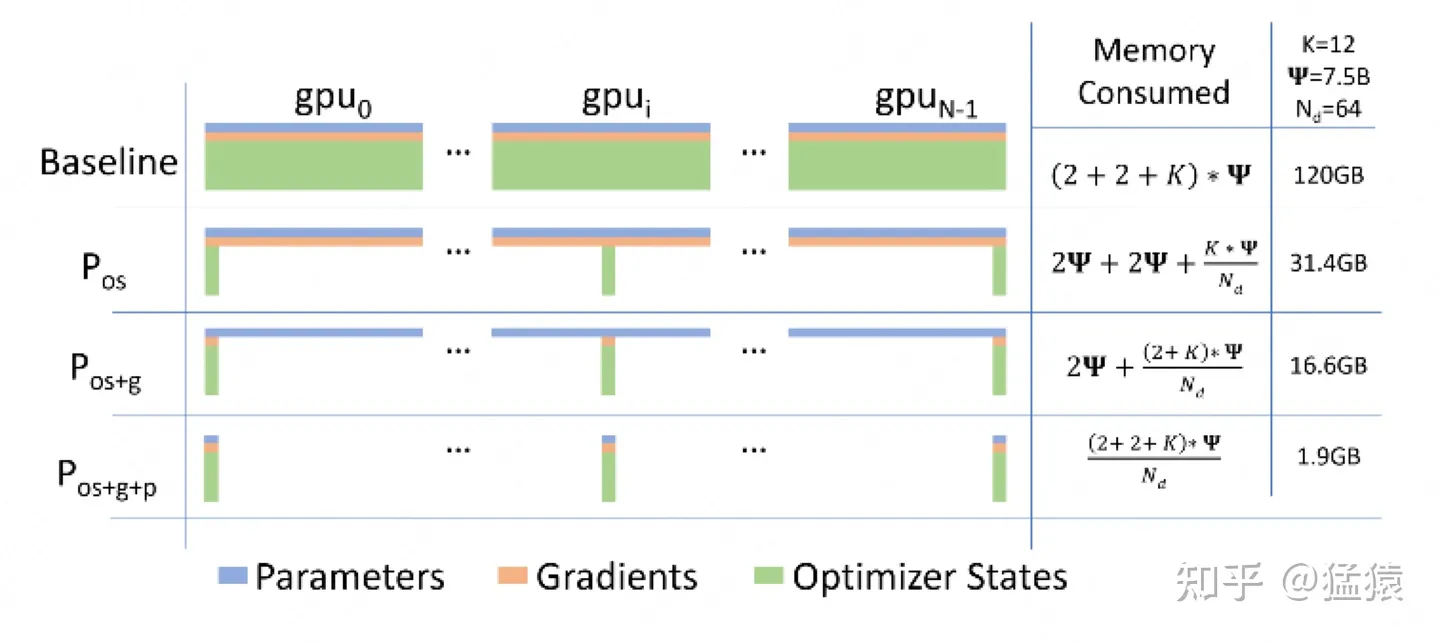 gpu0 gpui gpuN-1
Memory Consumed
K=12
Ψ=7.5B
Nd=64
Baseline ... ... (2 + 2 + K) ∗ Ψ 120GB
Pos ... ... 2Ψ + 2Ψ + K ∗ Ψ / Nd 31.4GB
Pos+g ... ... 2Ψ + (2+K)∗Ψ / Nd 16.6GB
Pos+g+p ... ... (2+2+K)∗Ψ / Nd 1.9GB
Parameters Gradients Optimizer States
知乎 @猛猿